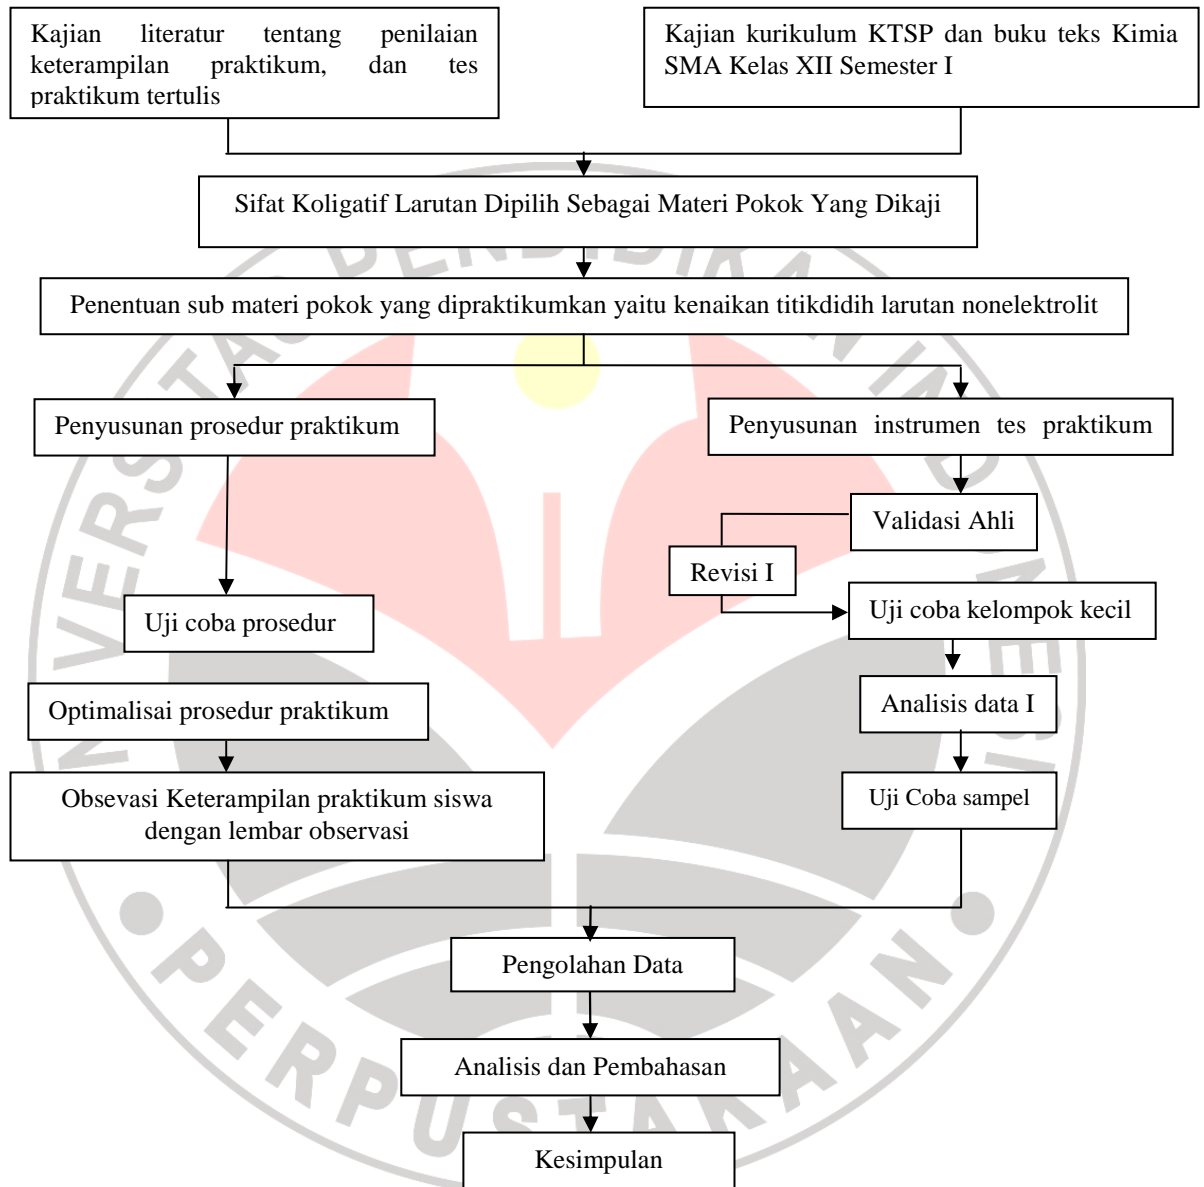 Kajian literatur tentang penilaian
keterampilan praktikum, dan tes
praktikum tertulis
Kajian kurikulum KTSP dan buku teks Kimia
SMA Kelas XII Semester I
Sifat Koligatif Larutan Dipilih Sebagai Materi Pokok Yang Dikaji
Penentuan sub materi pokok yang dipraktikumkan yaitu kenaikan titikdidih larutan nonelektrolit
Penyusunan prosedur praktikum
Penyusunan instrumen tes praktikum
Validasi Ahli
Revisi I
Uji coba prosedur
Uji coba kelompok kecil
Optimalisai prosedur praktikum
Analisis data I
Obsevasi Keterampilan praktikum siswa
dengan lembar observasi
Uji Coba sampel
Pengolahan Data
Analisis dan Pembahasan
Kesimpulan
PERPUSTAKAAN